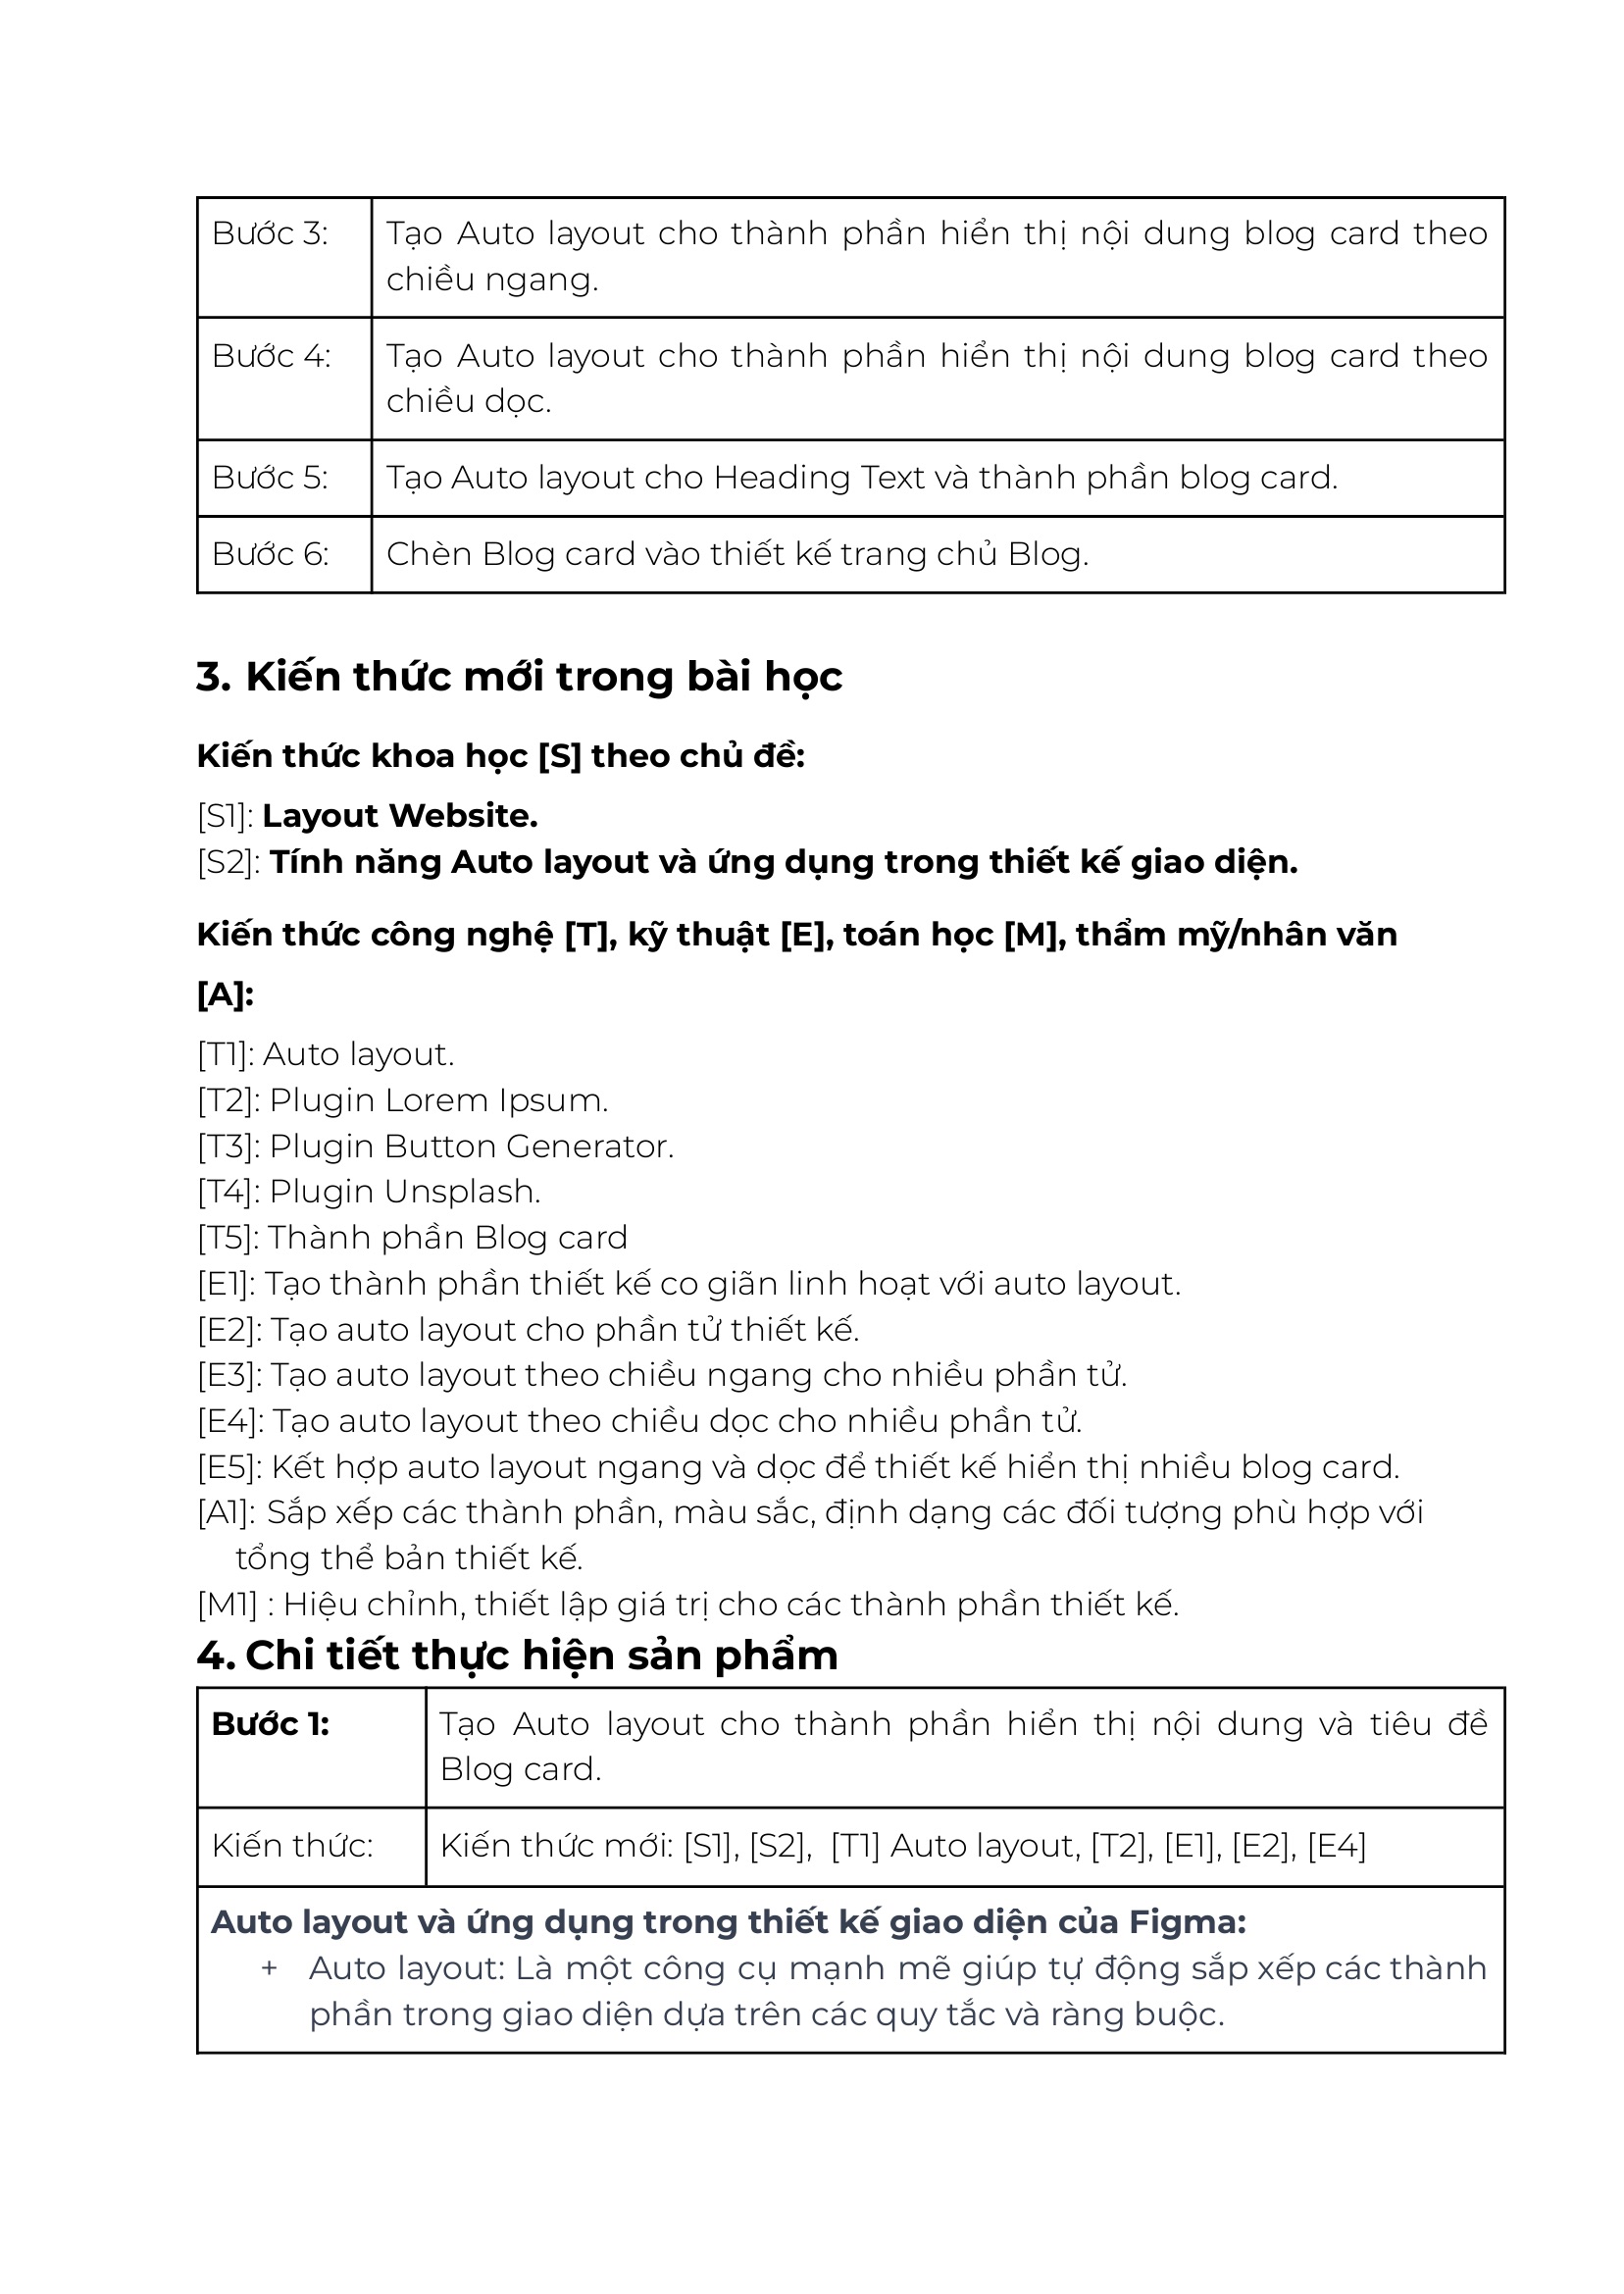 Bước 3:
Tạo Auto layout cho thành phần hiển thị nội dung blog card theo
chiều ngang.
Bước 4:
Tạo Auto layout cho thành phần hiển thị nội dung blog card theo
chiều dọc.
Bước 5:
Tạo Auto layout cho Heading Text và thành phần blog card.
Bước 6:
Chèn Blog card vào thiết kế trang chủ Blog.
3. Kiến thức mới trong bài học
Kiến thức khoa học [S] theo chủ đề:
[S1]: Layout Website.
[S2]: Tính năng Auto layout và ứng dụng trong thiết kế giao diện.
Kiến thức công nghệ [T], kỹ thuật [E], toán học [M], thẩm mỹ/nhân văn
[A]:
[T1]: Auto layout.
[T2]: Plugin Lorem Ipsum.
[T3]: Plugin Button Generator.
[T4]: Plugin Unsplash.
[T5]: Thành phần Blog card
[E1]: Tạo thành phần thiết kế co giãn linh hoạt với auto layout.
[E2]: Tạo auto layout cho phần tử thiết kế.
[E3]: Tạo auto layout theo chiều ngang cho nhiều phần tử.
[E4]: Tạo auto layout theo chiều dọc cho nhiều phần tử.
[E5]: Kết hợp auto layout ngang và dọc để thiết kế hiển thị nhiều blog card.
[A1]: Sắp xếp các thành phần, màu sắc, định dạng các đối tượng phù hợp với
tổng thể bản thiết kế.
[M1] : Hiệu chỉnh, thiết lập giá trị cho các thành phần thiết kế.
4. Chi tiết thực hiện sản phẩm
Bước 1:
Tạo Auto layout cho thành phần hiển thị nội dung và tiêu đề
Blog card.
Kiến thức:
Kiến thức mới: [S1], [S2], [T1] Auto layout, [T2], [E1], [E2], [E4]
Auto layout và ứng dụng trong thiết kế giao diện của Figma:
+ Auto layout: Là một công cụ mạnh mẽ giúp tự động sắp xếp các thành
phần trong giao diện dựa trên các quy tắc và ràng buộc.